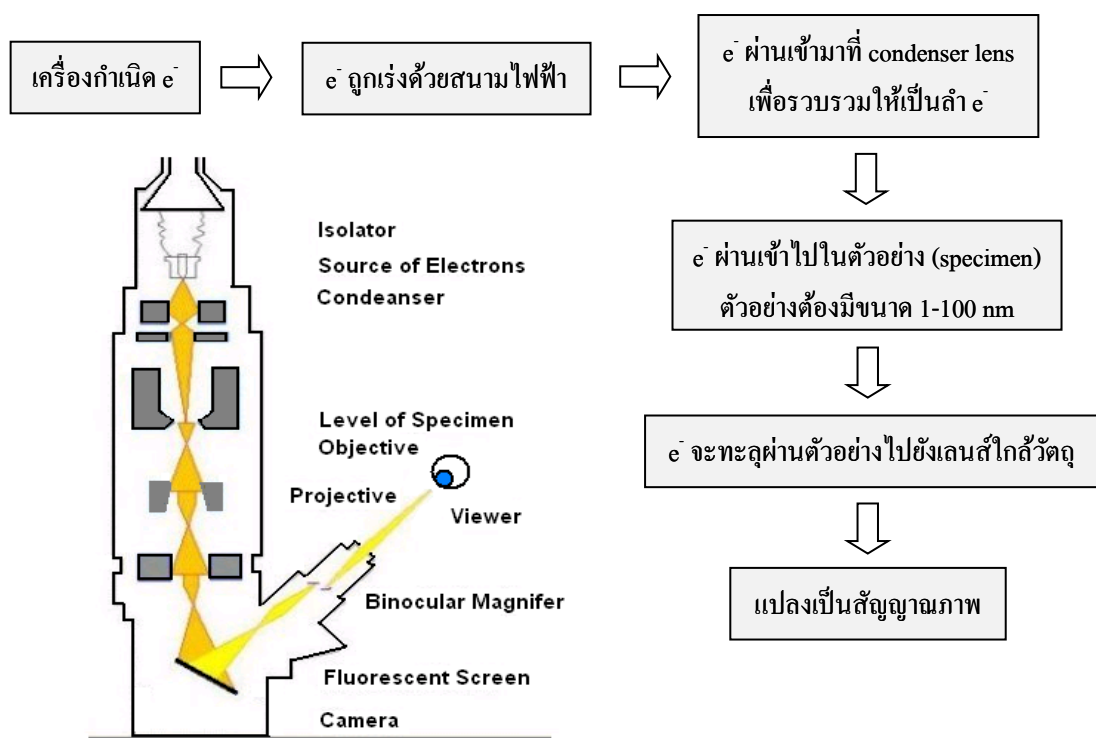 เครื่องกำเนิด e⁻
e⁻ ถูกเร่งด้วยสนามไฟฟ้า
e⁻ ผ่านเข้ามาที่ condenser lens
เพื่อรวบรวมให้เป็นลำ e⁻
e⁻ ผ่านเข้าไปในตัวอย่าง (specimen)
ตัวอย่างต้องมีขนาด 1-100 nm
e⁻ จะทะลุผ่านตัวอย่างไปยังเลนส์ใกล้วัตถุ
แปลงเป็นสัญญาณภาพ
Isolator
Source of Electrons
Condeanser
Level of Specimen
Objective
Projective
Viewer
Binocular Magnifer
Fluorescent Screen
Camera